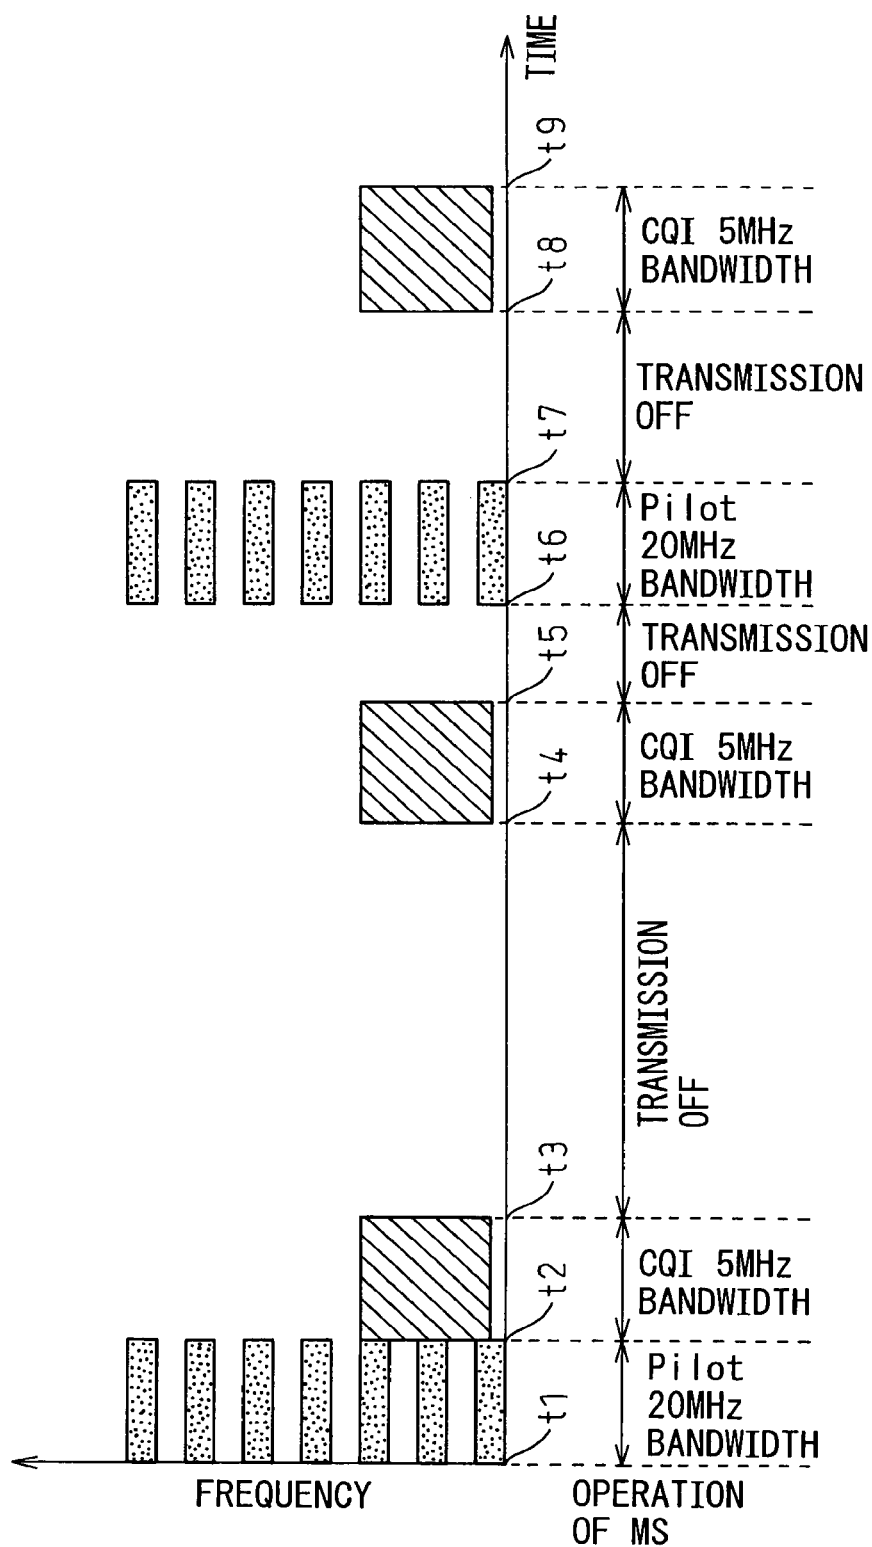 TIME
t9
CQI 5MHz
BANDWIDTH
t8
TRANSMISSION
OFF
t7
Pilot
20MHz
BANDWIDTH
t6
TRANSMISSION
OFF
t5
CQI 5MHz
BANDWIDTH
t4
TRANSMISSION
OFF
t3
CQI 5MHz
BANDWIDTH
t2
Pilot
20MHz
BANDWIDTH
t1
FREQUENCY
OPERATION
OF MS